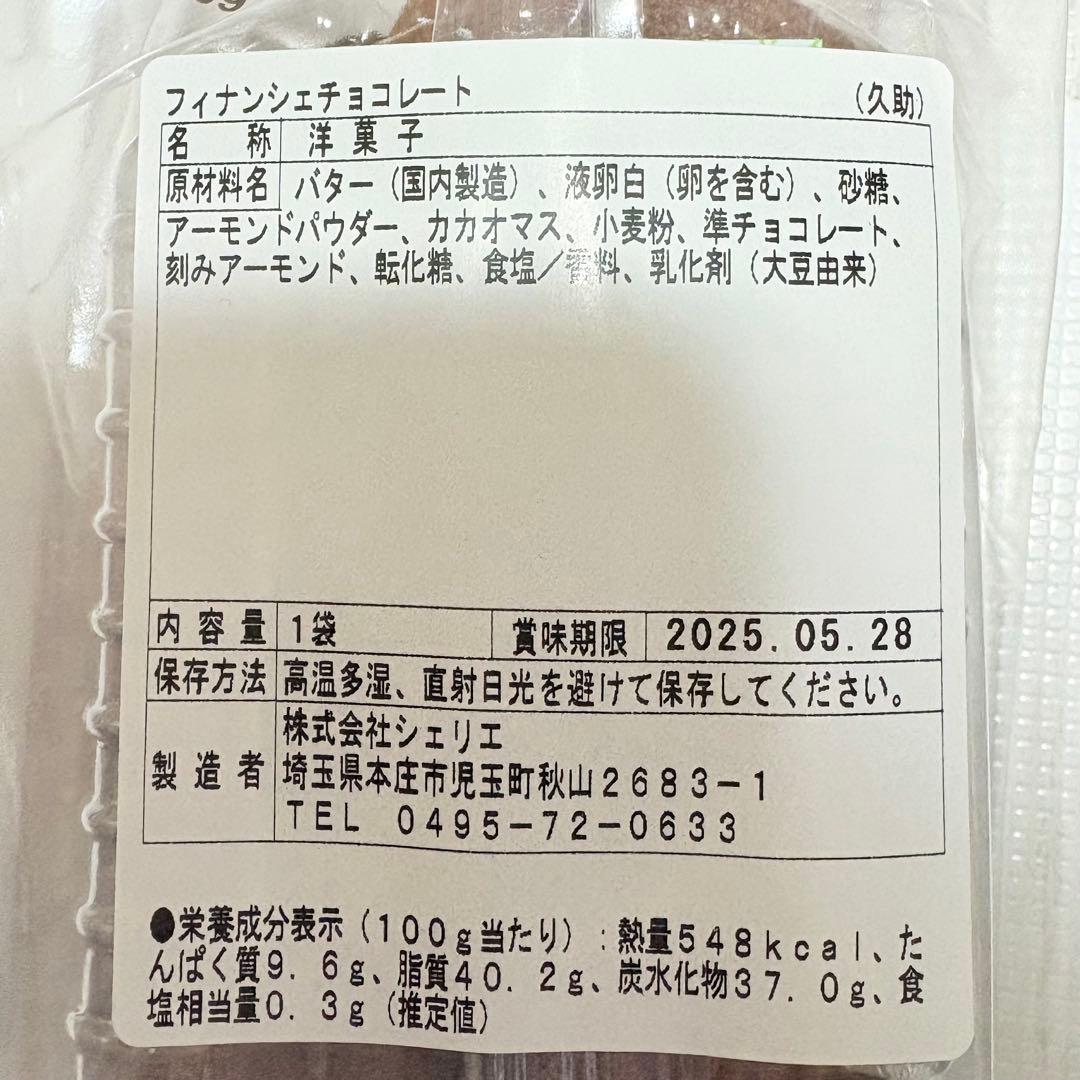 フィナンシェチョコレート (久助)
名称 洋菓子
原材料名 バター(国内製造)、液卵白(卵を含む)、砂糖、
アーモンドパウダー、カカオマス、小麦粉、準チョコレート、
刻みアーモンド、転化糖、食塩/香料、乳化剤(大豆由来)
内容量 1袋 賞味期限 2025.05.28
保存方法 高温多湿、直射日光を避けて保存してください。
株式会社シェリエ
製造者 埼玉県本庄市児玉町秋山2683-1
TEL 0495-72-0633
●栄養成分表示(100g当たり):熱量548kcal、た
んぱく質9.6g、脂質40.2g、炭水化物37.0g、食
塩相当量0.3g(推定値)